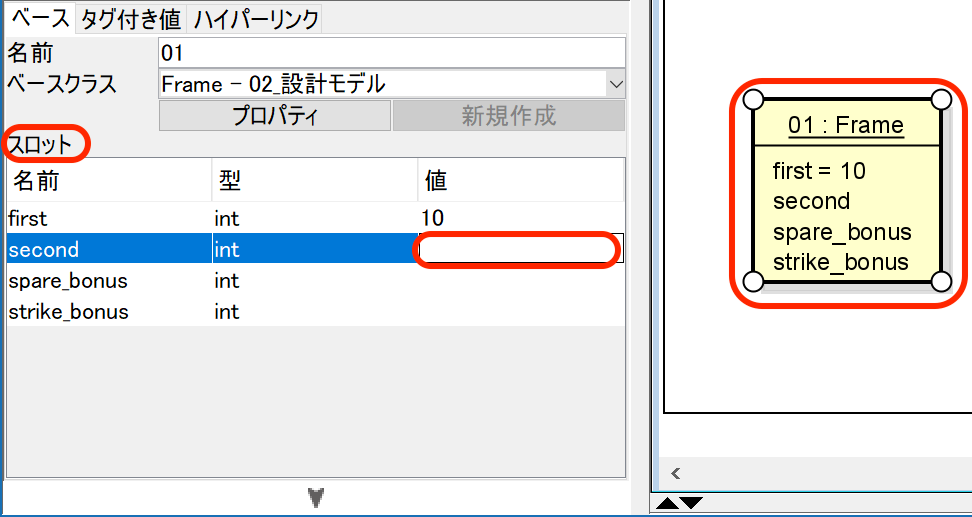 ベース タグ付き値 ハイパーリンク
名前 01
ベースクラス Frame - 02_設計モデル
プロパティ 新規作成
スロット
名前 型 値
first int 10
second int
spare_bonus int
strike_bonus int
01 : Frame
first = 10
second
spare_bonus
strike_bonus